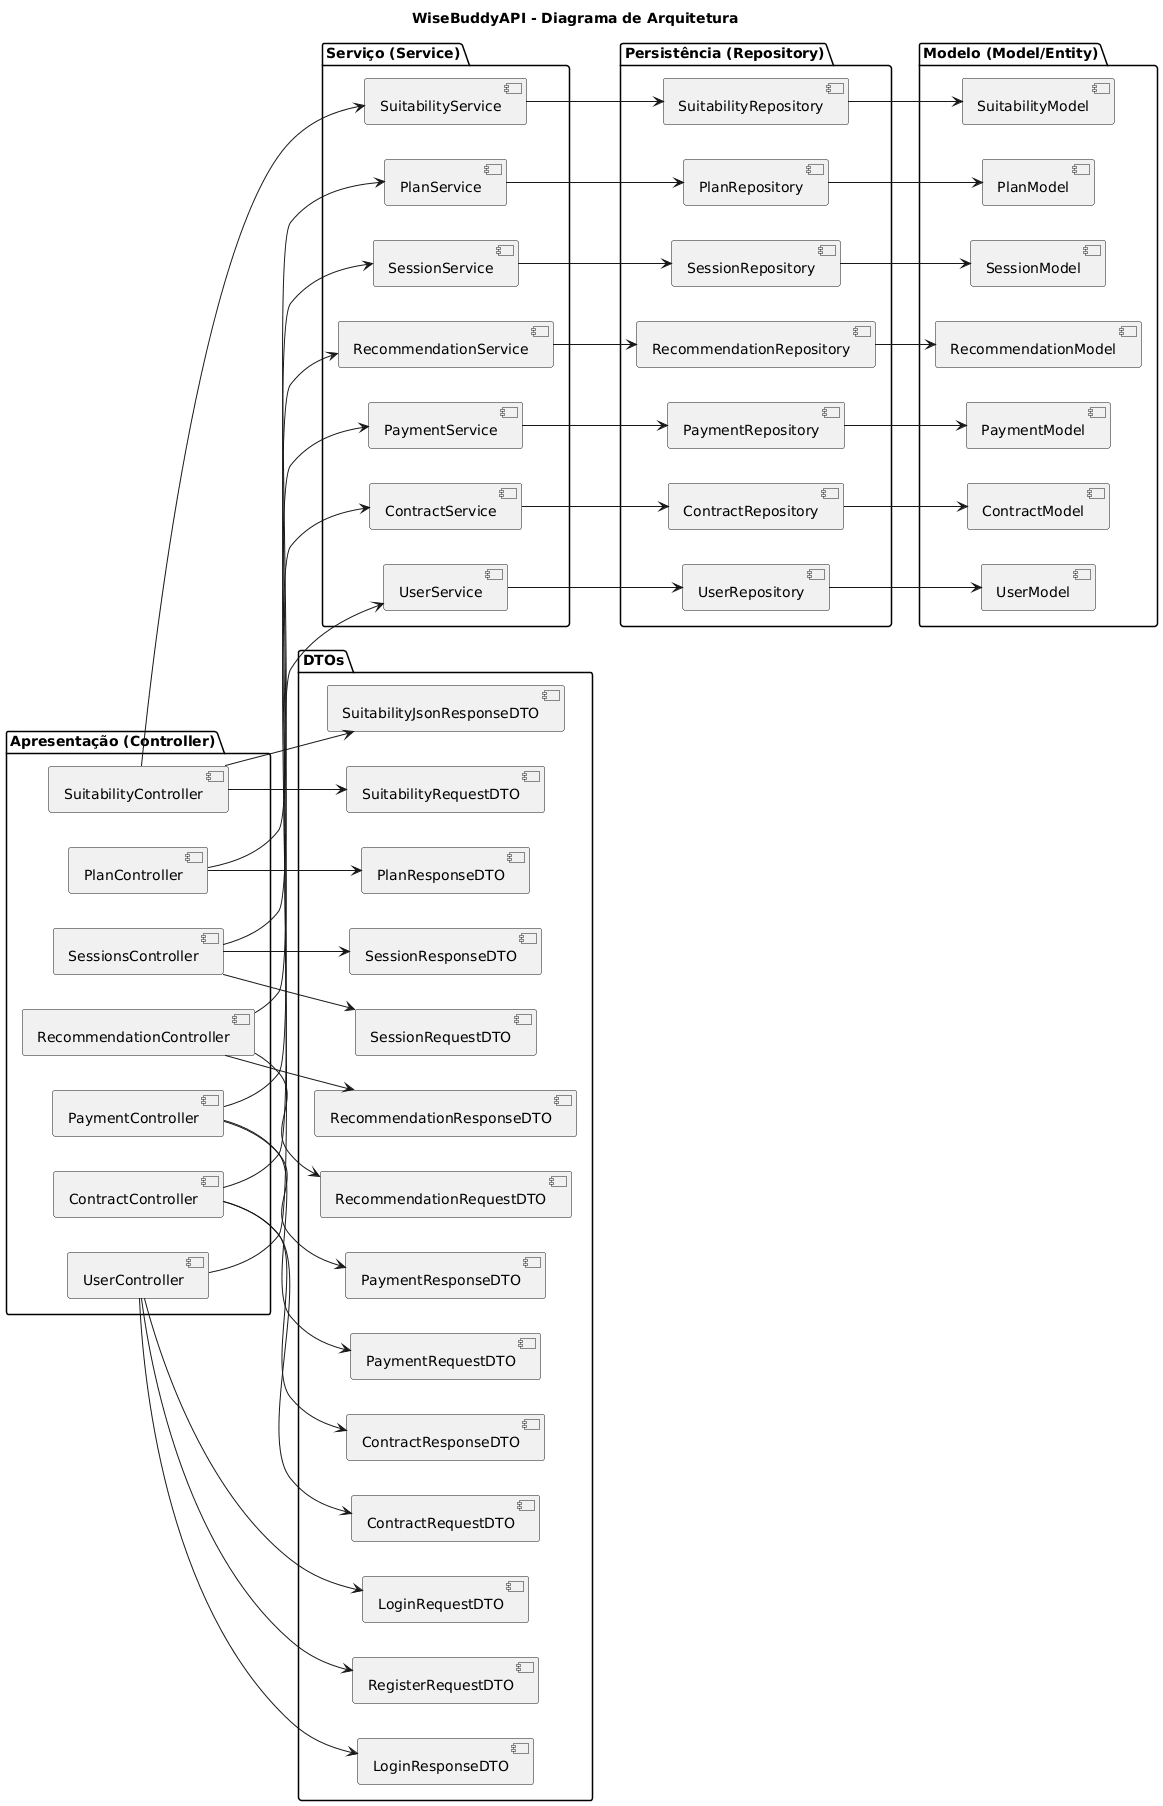 WiseBuddyAPI - Diagrama de Arquitetura
Serviço (Service)
SuitabilityService
PlanService
SessionService
RecommendationService
PaymentService
ContractService
UserService
Persistência (Repository)
SuitabilityRepository
PlanRepository
SessionRepository
RecommendationRepository
PaymentRepository
ContractRepository
UserRepository
Modelo (Model/Entity)
SuitabilityModel
PlanModel
SessionModel
RecommendationModel
PaymentModel
ContractModel
UserModel
Apresentação (Controller)
SuitabilityController
PlanController
SessionsController
RecommendationController
PaymentController
ContractController
UserController
DTOs
SuitabilityJsonResponseDTO
SuitabilityRequestDTO
PlanResponseDTO
SessionResponseDTO
SessionRequestDTO
RecommendationResponseDTO
RecommendationRequestDTO
PaymentResponseDTO
PaymentRequestDTO
ContractResponseDTO
ContractRequestDTO
LoginRequestDTO
RegisterRequestDTO
LoginResponseDTO